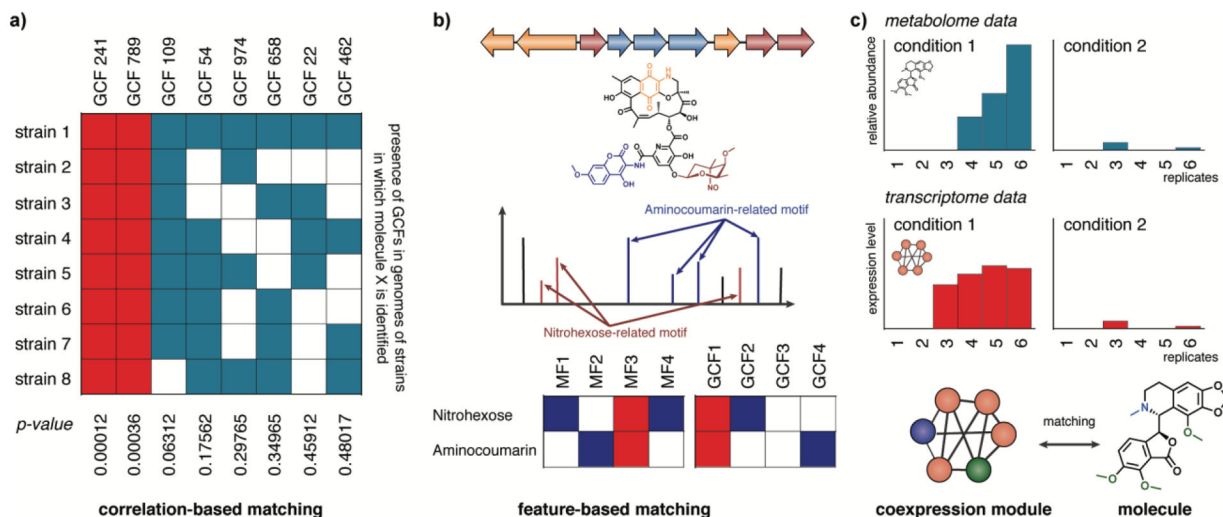 a)
GCF 241
GCF 789
GCF 109
GCF 54
GCF 974
GCF 658
GCF 22
GCF 462
strain 1
strain 2
strain 3
strain 4
strain 5
strain 6
strain 7
strain 8
presence of GCFs in genomes of strains
in which molecule X is identified
p-value
0.00012
0.00036
0.06312
0.17562
0.29765
0.34965
0.45912
0.48017
correlation-based matching
b)
O
H
N
HO
O
O
O
O
OH
O
O
O
O
HN
O
N
OH
O
O
O
OH
O
O
NO
Aminocoumarin-related motif
Nitrohexose-related motif
MF1
MF2
MF3
MF4
GCF1
GCF2
GCF3
GCF4
Nitrohexose
Aminocoumarin
feature-based matching
c)
metabolome data
relative abundance
condition 1
condition 2
1 2 3 4 5 6
1 2 3 4 5 6
replicates
transcriptome data
expression level
condition 1
condition 2
1 2 3 4 5 6
1 2 3 4 5 6
replicates
matching
N
O
O
O
O
O
O
O
coexpression module
molecule